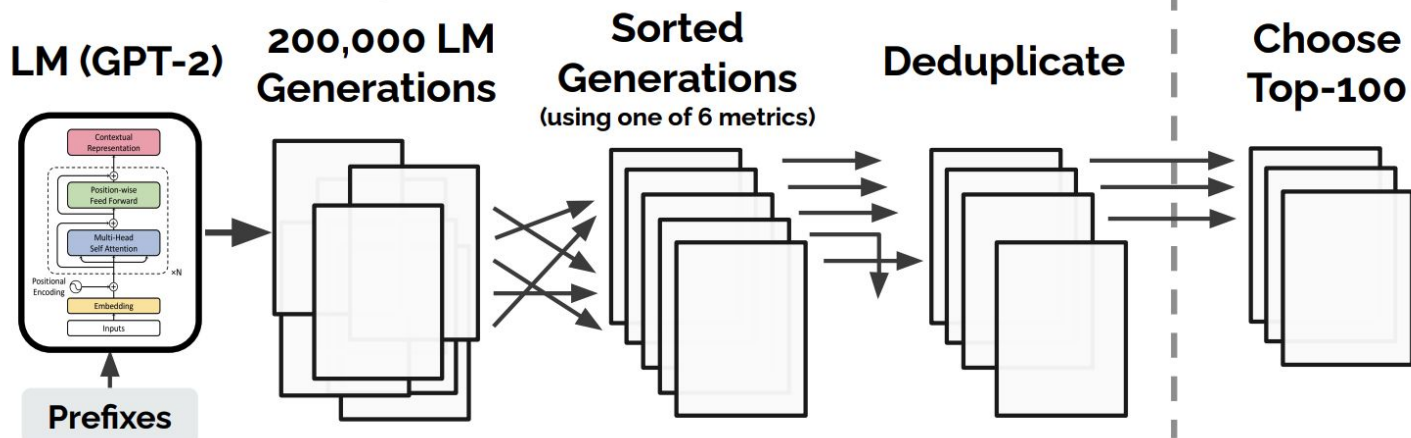 LM (GPT-2)
Contextual
Representation
Position-wise
Feed Forward
Multi-Head
Self Attention
×N
Positional
Encoding
Embedding
Inputs
Prefixes
200,000 LM
Generations
Sorted
Generations
(using one of 6 metrics)
Deduplicate
Choose
Top-100